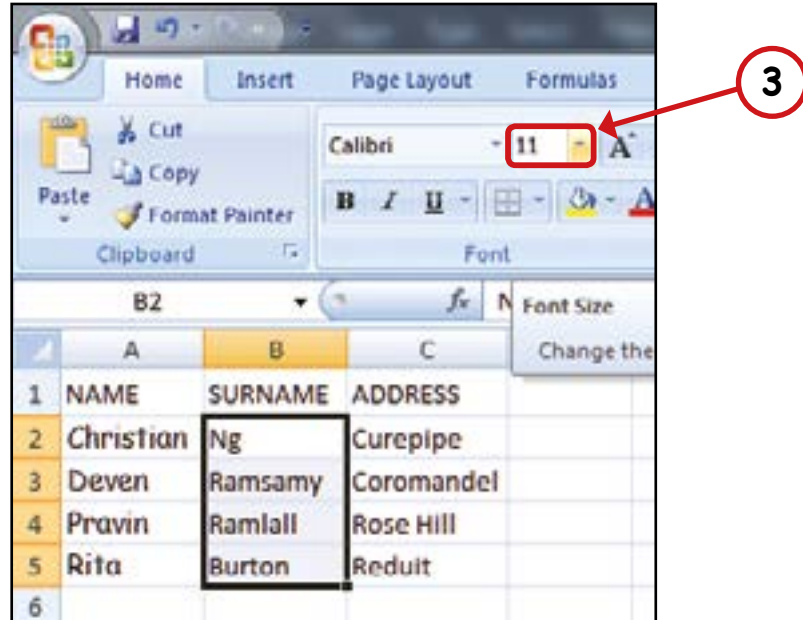 Home Insert Page Layout Formulas
3
Cut
Calibri 11 A
Copy
Paste
Format Painter
B I U A
Clipboard Font
B2 fx N
Font Size
Change the
A B C
1 NAME SURNAME ADDRESS
2 Christian Ng Curepipe
3 Deven Ramsamy Coromandel
4 Pravin Ramlall Rose Hill
5 Rita Burton Reduit
6